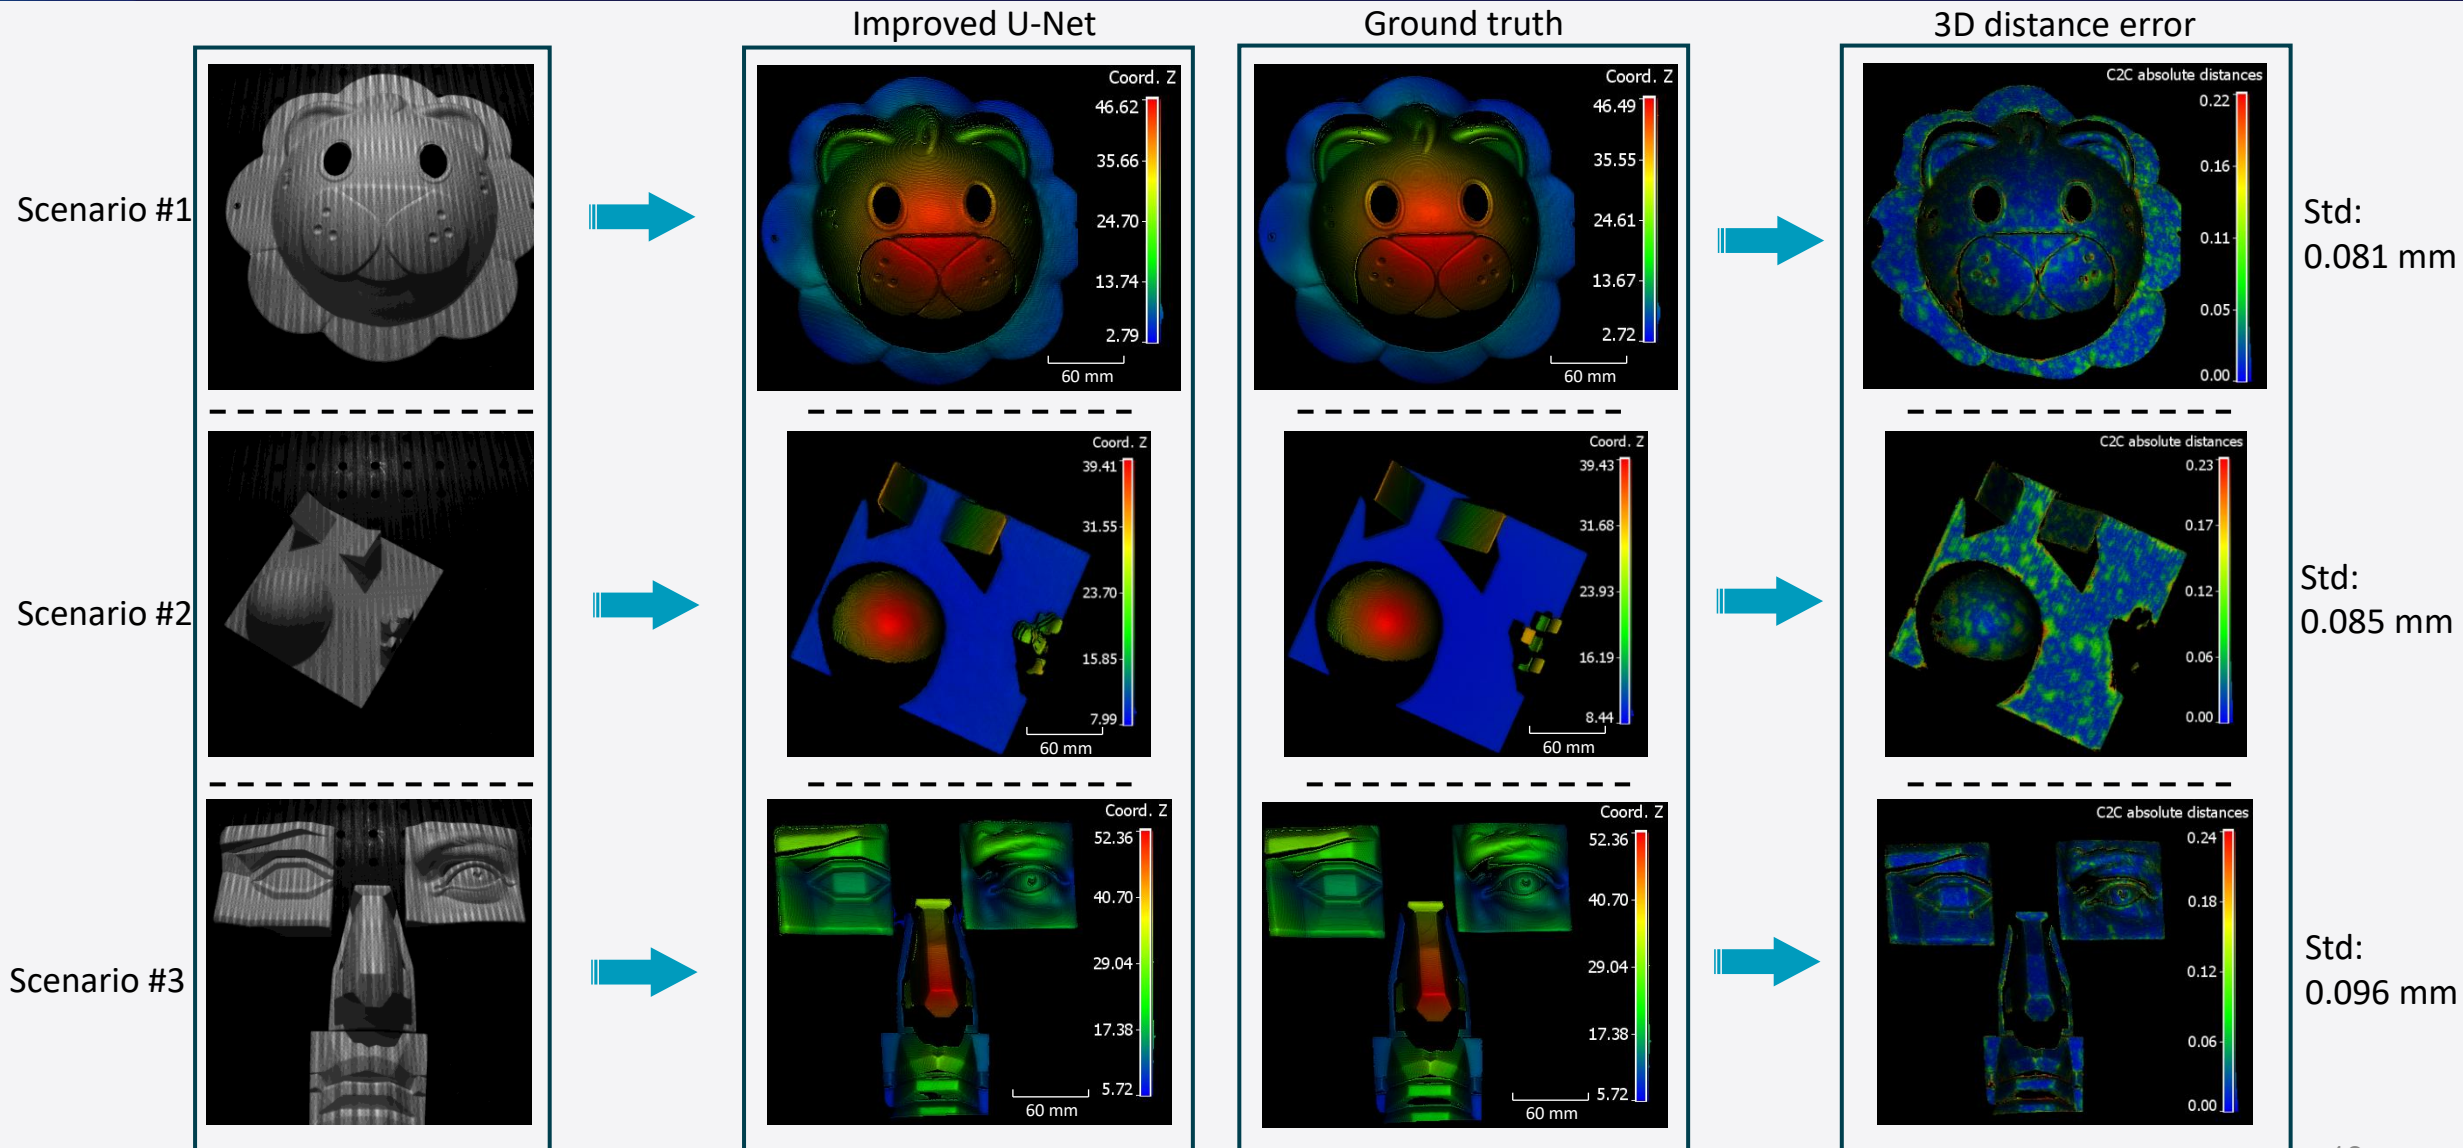 Improved U-Net
Ground truth
3D distance error
Scenario #1
Coord. Z
46.62
35.66
24.70
13.74
2.79
60 mm
Coord. Z
46.49
35.55
24.61
13.67
2.72
60 mm
C2C absolute distances
0.22
0.16
0.11
0.05
0.00
Std:
0.081 mm
Scenario #2
Coord. Z
39.41
31.55
23.70
15.85
7.99
60 mm
Coord. Z
39.43
31.68
23.93
16.19
8.44
60 mm
C2C absolute distances
0.23
0.17
0.12
0.06
0.00
Std:
0.085 mm
Scenario #3
Coord. Z
52.36
40.70
29.04
17.38
5.72
60 mm
Coord. Z
52.36
40.70
29.04
17.38
5.72
60 mm
C2C absolute distances
0.24
0.18
0.12
0.06
0.00
Std:
0.096 mm